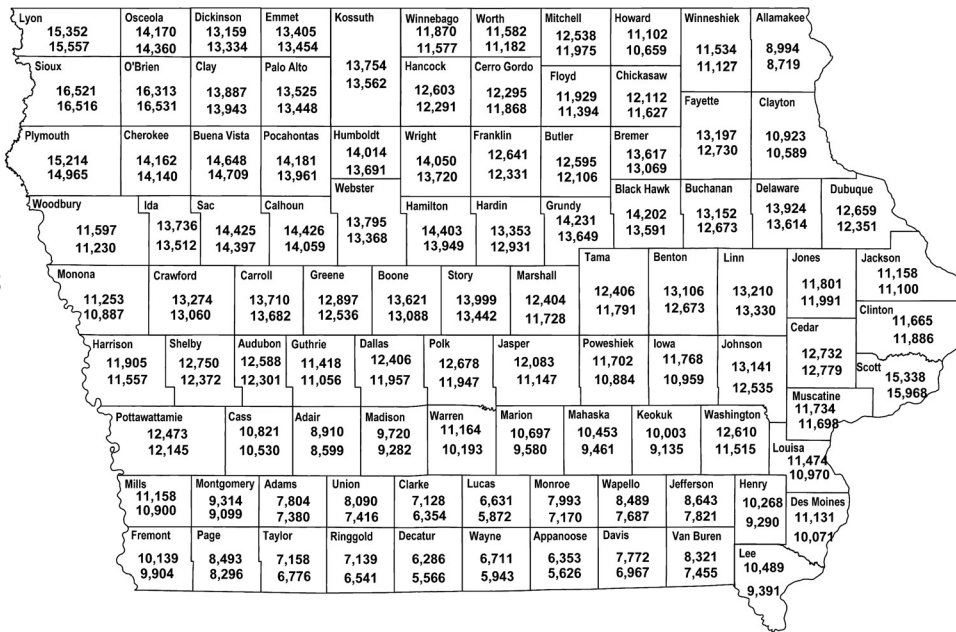 Lyon Osceola Dickinson Emmet Kossuth Winnebago Worth Mitchell Howard Winneshiek Allamakee
15,352 14,170 13,159 13,405 13,754 11,870 11,582 12,538 11,102 11,534 8,994
15,557 14,360 13,334 13,454 13,562 11,577 11,182 11,975 10,659 11,127 8,719
Sioux O'Brien Clay Palo Alto Hancock Cerro Gordo Floyd Chickasaw Fayette Clayton
16,521 16,313 13,887 13,525 12,603 12,295 11,929 12,112 13,197 10,923
16,516 16,531 13,943 13,448 12,291 11,868 11,394 11,627 12,730 10,589
Plymouth Cherokee Buena Vista Pocahontas Humboldt Wright Franklin Butler Bremer
15,214 14,162 14,648 14,181 14,014 14,050 12,641 12,595 13,617
14,965 14,140 14,709 13,961 13,691 13,720 12,331 12,106 13,069
Woodbury Ida Sac Calhoun Webster Hamilton Hardin Grundy Black Hawk Buchanan Delaware Dubuque
11,597 13,736 14,425 14,426 13,795 14,403 13,353 14,231 14,202 13,152 13,924 12,659
11,230 13,512 14,397 14,059 13,368 13,949 12,931 13,649 13,591 12,673 13,614 12,351
Monona Crawford Carroll Greene Boone Story Marshall Tama Benton Linn Jones Jackson
11,253 13,274 13,710 12,897 13,621 13,999 12,404 12,406 13,106 13,210 11,801 11,158
10,887 13,060 13,682 12,536 13,088 13,442 11,728 11,791 12,673 13,330 11,991 11,100
Clinton
11,665
11,886
Harrison Shelby Audubon Guthrie Dallas Polk Jasper Poweshiek Iowa Johnson Cedar Scott
11,905 12,750 12,588 11,418 12,406 12,678 12,083 11,702 11,768 13,141 12,732 15,338
11,557 12,372 12,301 11,056 11,957 11,947 11,147 10,884 10,959 12,535 12,779 15,968
Pottawattamie Cass Adair Madison Warren Marion Mahaska Keokuk Washington Muscatine
12,473 10,821 8,910 9,720 11,164 10,697 10,453 10,003 12,610 11,734
12,145 10,530 8,599 9,282 10,193 9,580 9,461 9,135 11,515 11,698
Louisa
11,474
10,970
Mills Montgomery Adams Union Clarke Lucas Monroe Wapello Jefferson Henry Des Moines
11,158 9,314 7,804 8,090 7,128 6,631 7,993 8,489 8,643 10,268 11,131
10,900 9,099 7,380 7,416 6,354 5,872 7,170 7,687 7,821 9,290 10,071
Fremont Page Taylor Ringgold Decatur Wayne Appanoose Davis Van Buren Lee
10,139 8,493 7,158 7,139 6,286 6,711 6,353 7,772 8,321 10,489
9,904 8,296 6,776 6,541 5,566 5,943 5,626 6,967 7,455 9,391